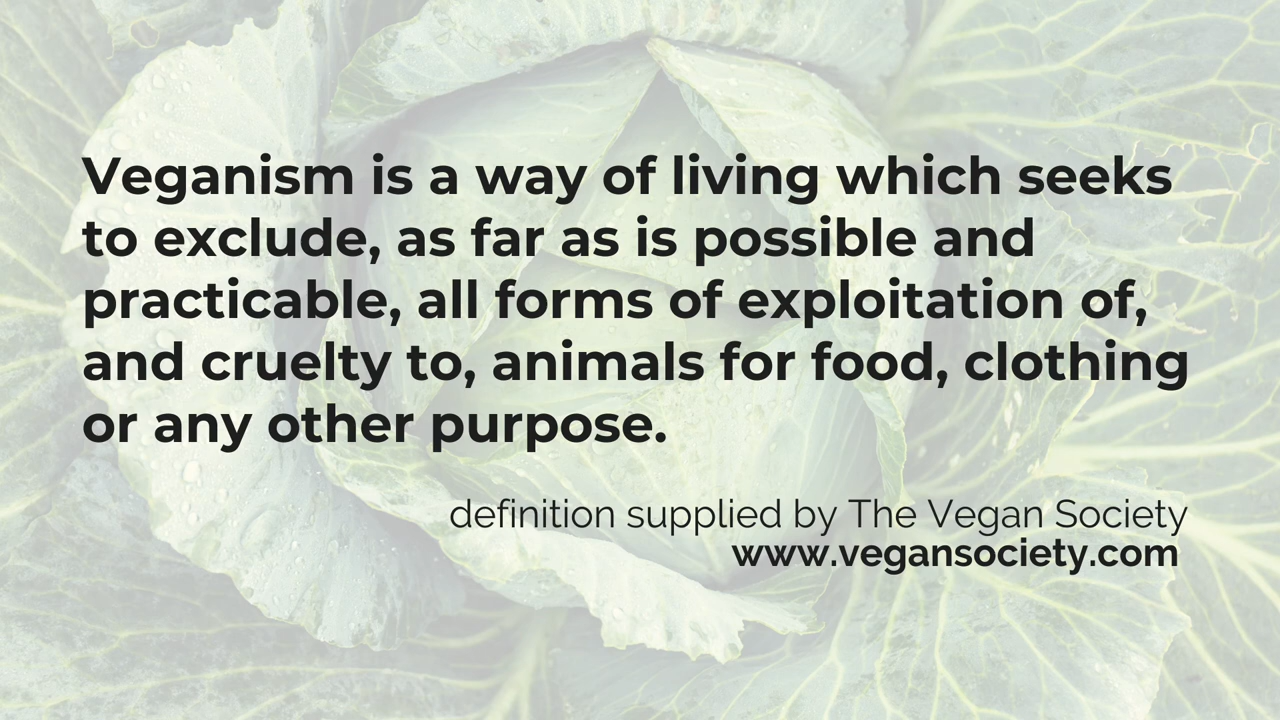 Veganism is a way of living which seeks
to exclude, as far as is possible and
practicable, all forms of exploitation of,
and cruelty to, animals for food, clothing
or any other purpose.
definition supplied by The Vegan Society
www.vegansociety.com